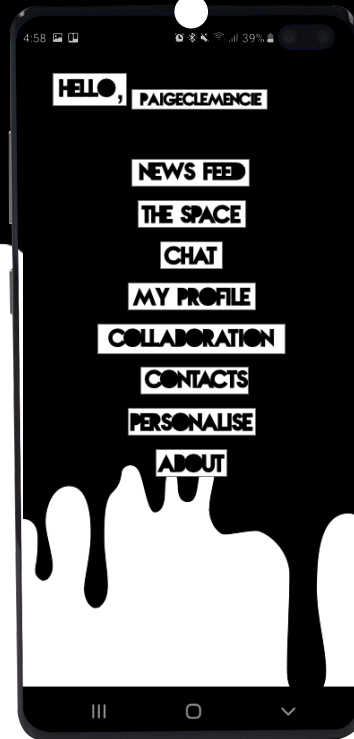 4:58 39%
HELLO, PAIGECLEMENCIE
NEWS FEED
THE SPACE
CHAT
MY PROFILE
COLLABORATION
CONTACTS
PERSONALISE
ABOUT